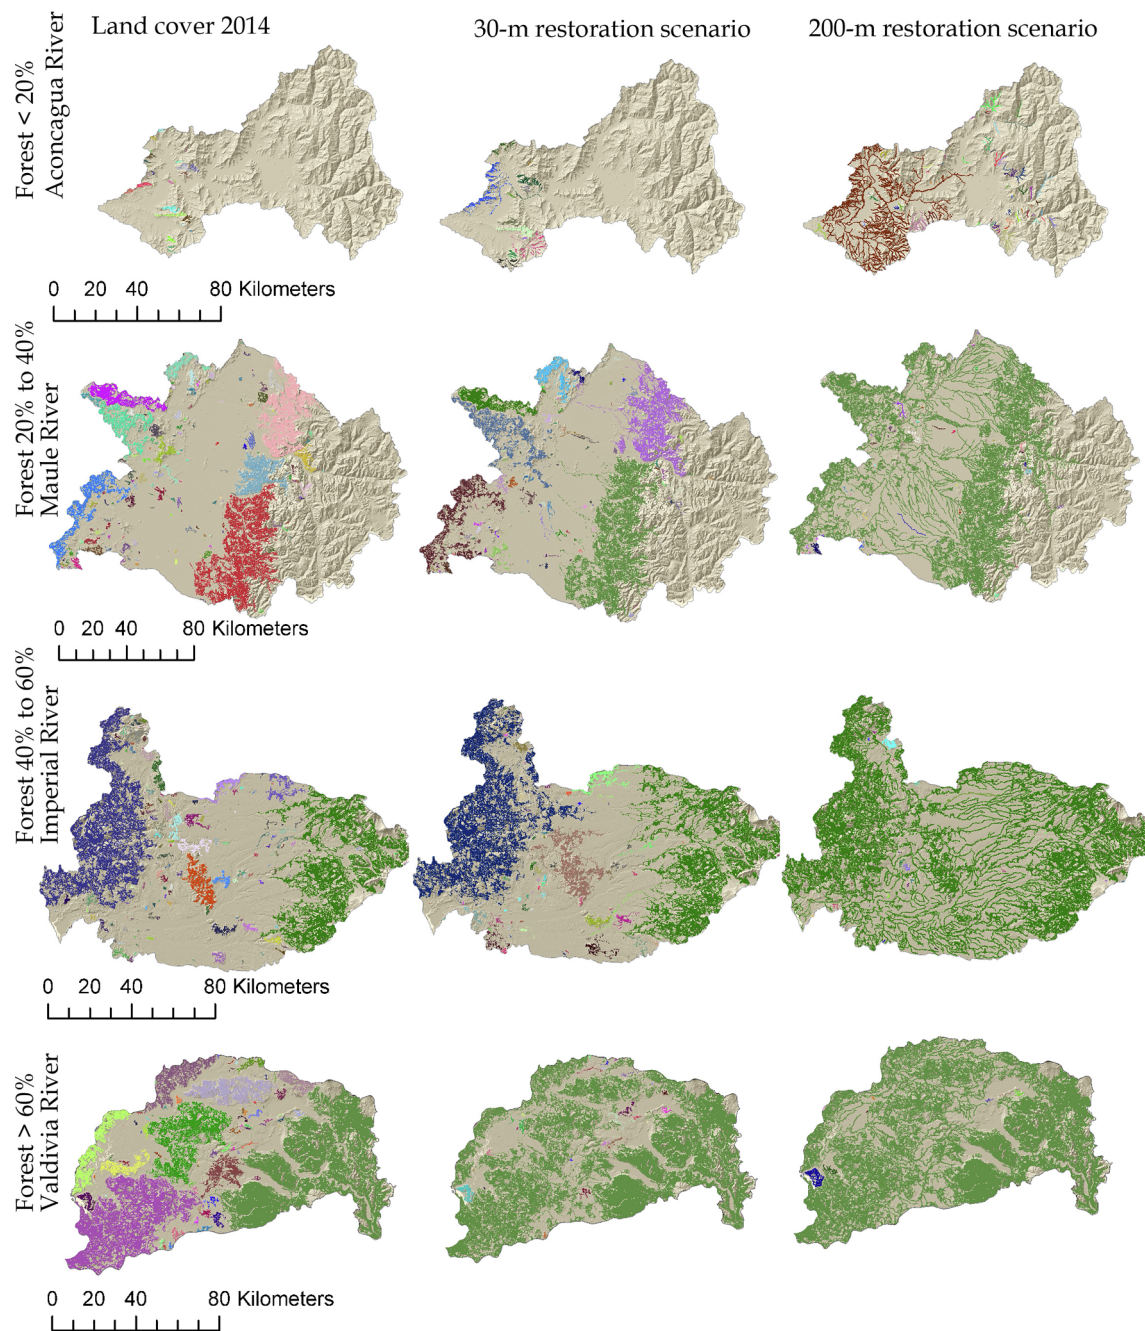 Land cover 2014
30-m restoration scenario
200-m restoration scenario
Forest < 20%
Aconcagua River
0 20 40 80 Kilometers
Forest 20% to 40%
Maule River
0 20 40 80 Kilometers
Forest 40% to 60%
Imperial River
0 20 40 80 Kilometers
Forest > 60%
Valdivia River
0 20 40 80 Kilometers